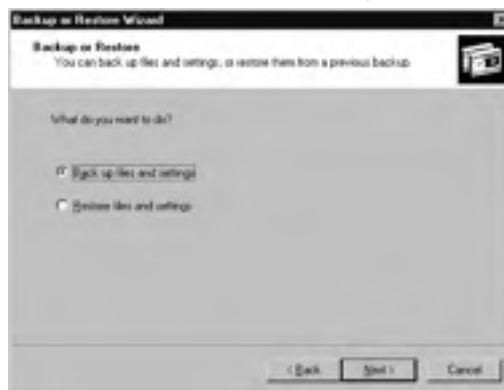 Backup or Restore Wizard
Backup or Restore
You can back up files and settings, or restore them from a previous backup.
What do you want to do?
Back up files and settings
Restore files and settings
< Back
Next >
Cancel